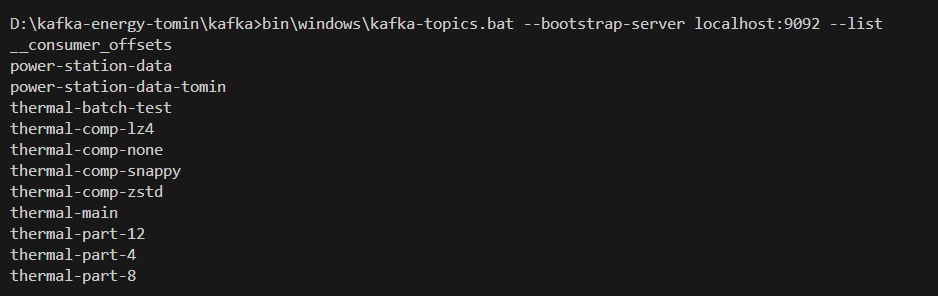 D:\kafka-energy-tomin\kafka>bin\windows\kafka-topics.bat --bootstrap-server localhost:9092 --list
__consumer_offsets
power-station-data
power-station-data-tomin
thermal-batch-test
thermal-comp-lz4
thermal-comp-none
thermal-comp-snappy
thermal-comp-zstd
thermal-main
thermal-part-12
thermal-part-4
thermal-part-8